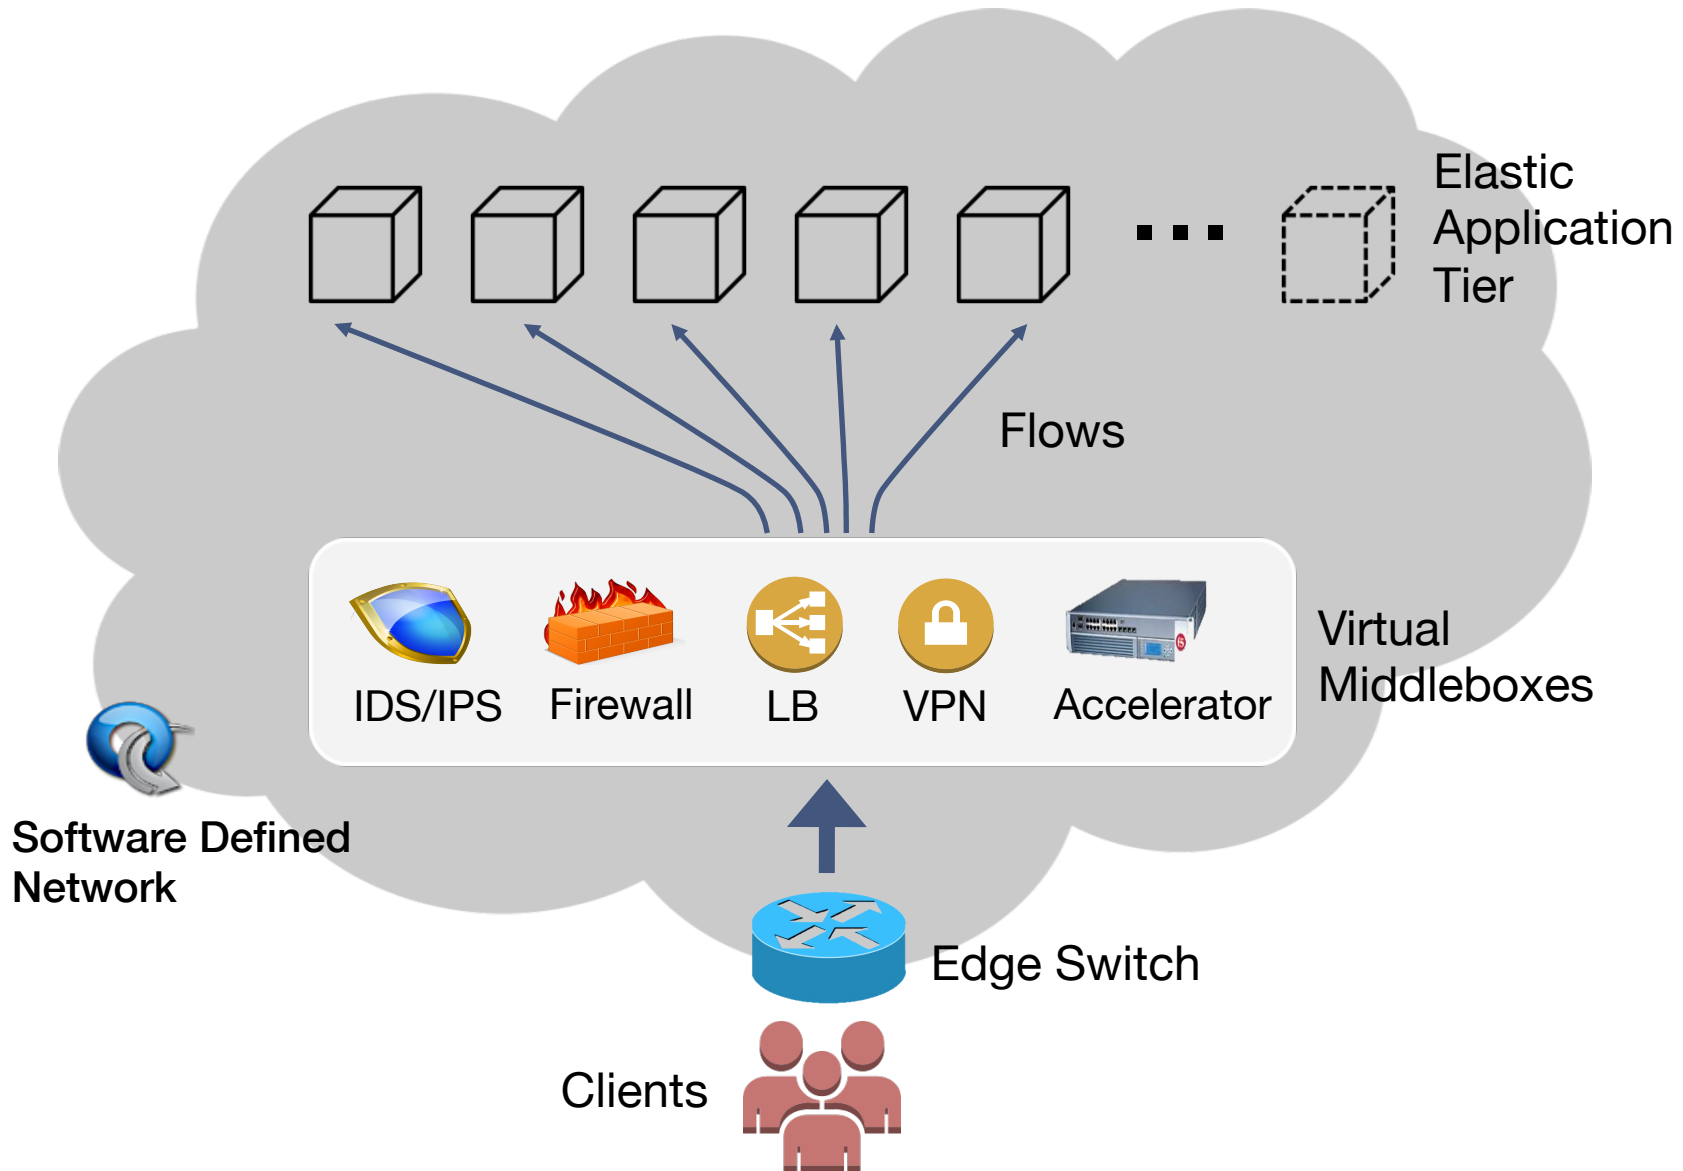 Elastic
Application
Tier
Flows
IDS/IPS
Firewall
LB
VPN
Accelerator
Virtual
Middleboxes
Software Defined
Network
Edge Switch
Clients